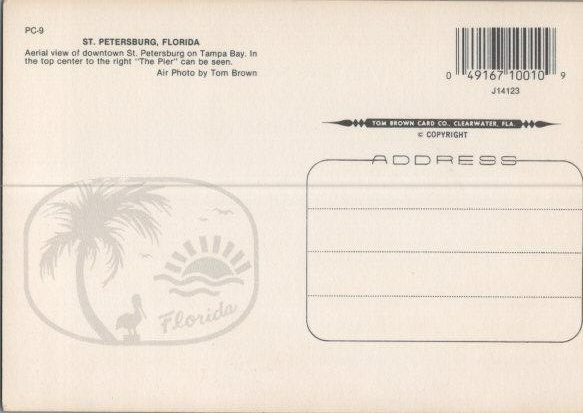 PC-9
ST. PETERSBURG, FLORIDA
Aerial view of downtown St. Petersburg on Tampa Bay. In
the top center to the right "The Pier" can be seen.
Air Photo by Tom Brown
0 49167 10010 9
J14123
TOM BROWN CARD CO., CLEARWATER, FLA.
© COPYRIGHT
ADDRESS
Florida